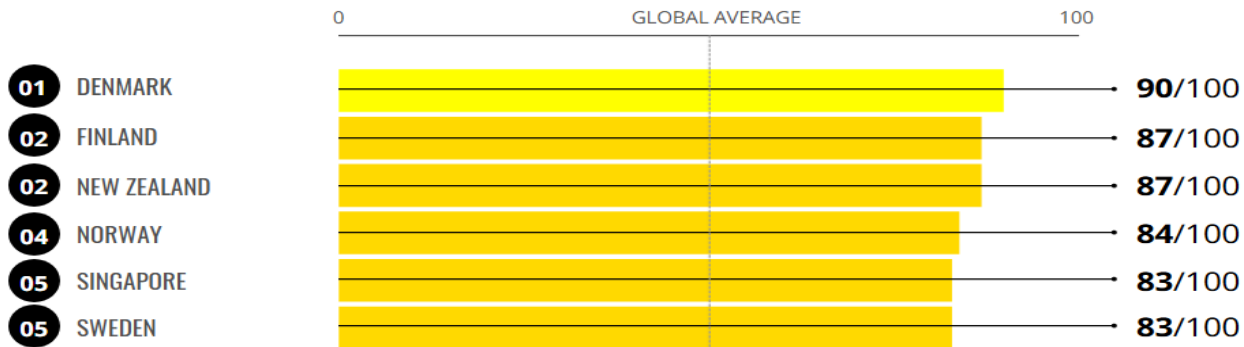 0 GLOBAL AVERAGE 100
01 DENMARK 90/100
02 FINLAND 87/100
02 NEW ZEALAND 87/100
04 NORWAY 84/100
05 SINGAPORE 83/100
05 SWEDEN 83/100